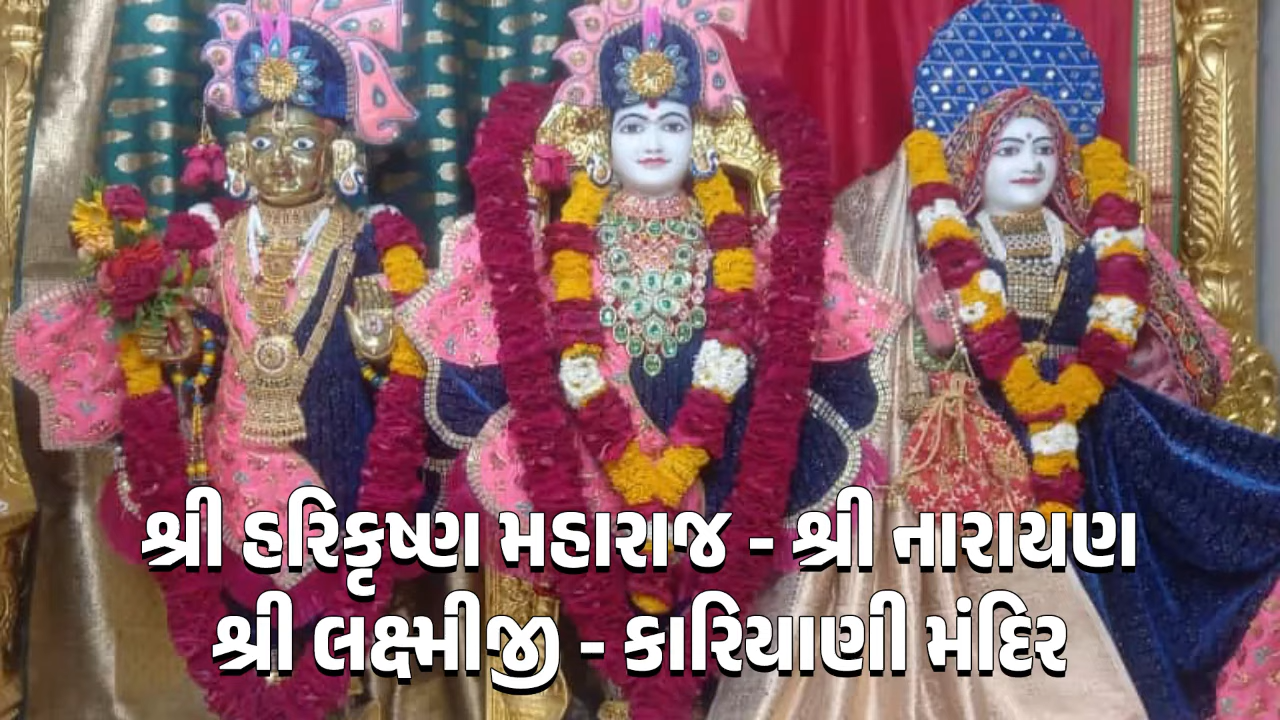 શ્રી હરિકૃષ્ણ મહારાજ - શ્રી નારાયણ
શ્રી લક્ષ્મીજી - કારિયાણી મંદિર